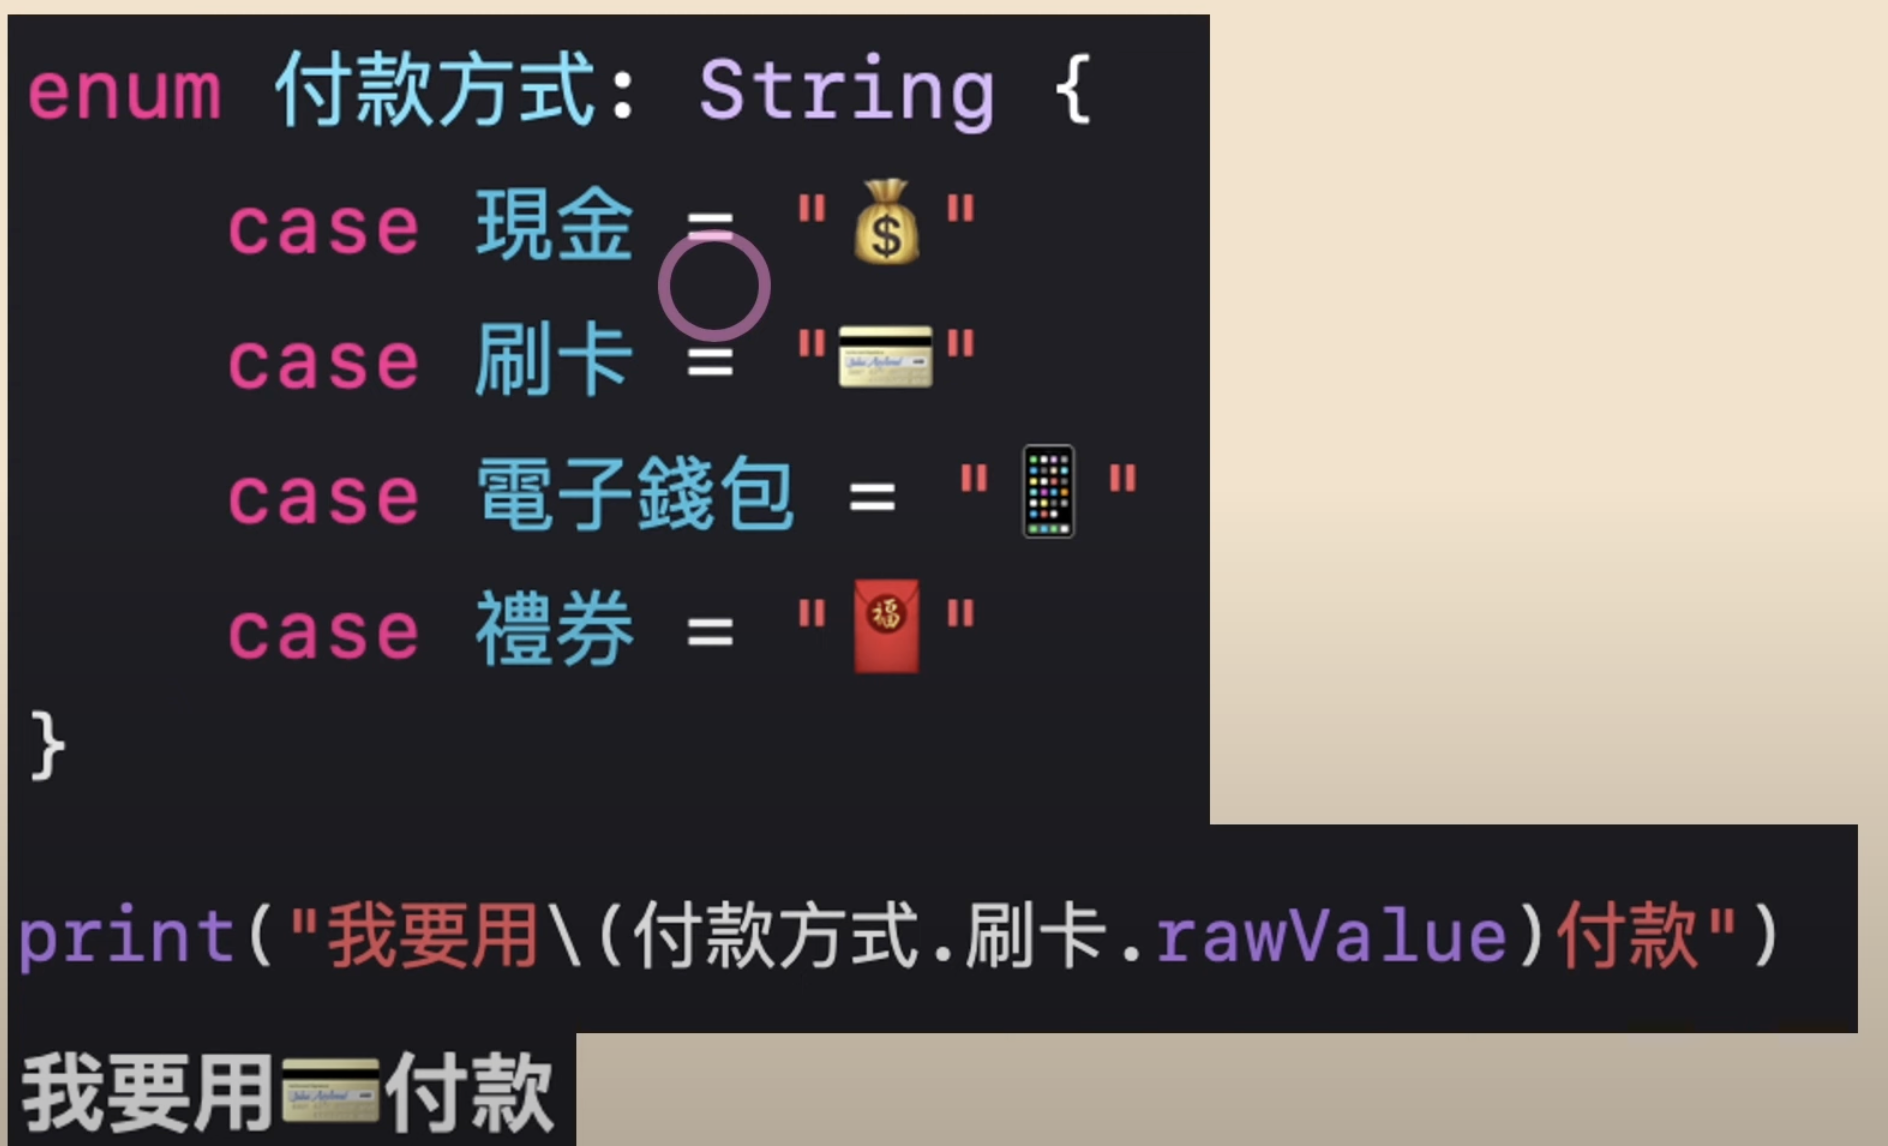 enum 付款方式: String {
    case 現金 = "💰"
    case 刷卡 = "💳"
    case 電子錢包 = "📱"
    case 禮券 = "🧧"
}
print("我要用\(付款方式.刷卡.rawValue)付款")
我要用💳付款